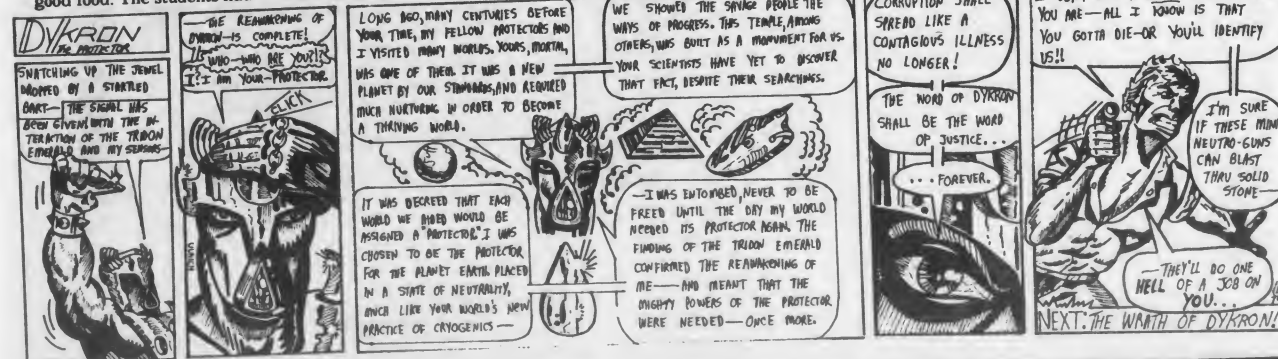 good food. The students
DYKRON
THE PROTECTOR
SNATCHING UP THE JEWEL
DROPPED BY A STARTLED
BART— THE SIGNAL HAS
BEEN GIVEN! WITH THE IN-
TERACTION OF THE TRIDON
EMERALD AND MY SENSORS—
—THE REAWAKENING OF
DYKRON—IS COMPLETE!
WHO—WHO ARE YOU?!?
I? I AM YOUR—PROTECTOR.
CLICK
LONG AGO, MANY CENTURIES BEFORE
YOUR TIME, MY FELLOW PROTECTORS AND
I VISITED MANY WORLDS. YOURS, MORTAL,
WAS ONE OF THEM. IT WAS A NEW
PLANET BY OUR STANDARDS, AND REQUIRED
MUCH NURTURING IN ORDER TO BECOME
A THRIVING WORLD.
WE SHOWED THE SAVAGE PEOPLE THE
WAYS OF PROGRESS. THIS TEMPLE, AMONG
OTHERS, WAS BUILT AS A MONUMENT FOR US.
YOUR SCIENTISTS HAVE YET TO DISCOVER
THAT FACT, DESPITE THEIR SEARCHINGS.
IT WAS DECREED THAT EACH
WORLD WE AIDED WOULD BE
ASSIGNED A "PROTECTOR." I WAS
CHOSEN TO BE THE PROTECTOR
FOR THE PLANET EARTH. PLACED
IN A STATE OF NEUTRALITY,
MUCH LIKE YOUR WORLD'S NEW
PRACTICE OF CRYOGENICS—
—I WAS ENTOMBED, NEVER TO BE
FREED UNTIL THE DAY MY WORLD
NEEDED ITS PROTECTOR AGAIN. THE
FINDING OF THE TRIDON EMERALD
CONFIRMED THE REAWAKENING OF
ME——AND MEANT THAT THE
MIGHTY POWERS OF THE PROTECTOR
WERE NEEDED—ONCE MORE.
CORRUPTION SHALL
SPREAD LIKE A
CONTAGIOUS ILLNESS
NO LONGER!
THE WORD OF DYKRON
SHALL BE THE WORD
OF JUSTICE...
...FOREVER.
YOU ARE—ALL I KNOW IS THAT
YOU GOTTA DIE—OR YOU'LL IDENTIFY
US!!
I'M SURE
IF THESE MINI
NEUTRO-GUNS
CAN BLAST
THRU SOLID
STONE—
—THEY'LL DO ONE
HELL OF A JOB ON
YOU...
NEXT: THE WRATH OF DYKRON!